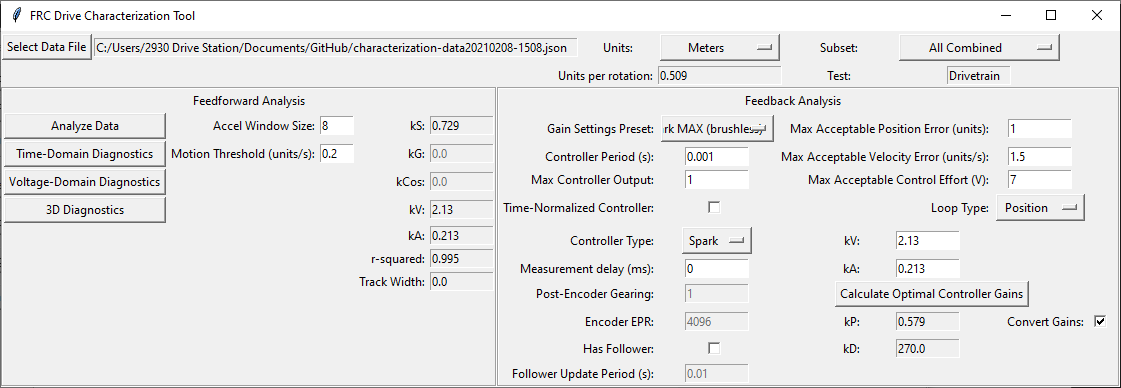 FRC Drive Characterization Tool
Select Data File C:/Users/2930 Drive Station/Documents/GitHub/characterization-data20210208-1508.json Units: Meters Subset: All Combined
Units per rotation: 0.509 Test: Drivetrain
Feedforward Analysis
Analyze Data Accel Window Size: 8 kS: 0.729
Time-Domain Diagnostics Motion Threshold (units/s): 0.2 kG: 0.0
Voltage-Domain Diagnostics kCos: 0.0
3D Diagnostics kV: 2.13
kA: 0.213
r-squared: 0.995
Track Width: 0.0
Feedback Analysis
Gain Settings Preset: rk MAX (brushless) Max Acceptable Position Error (units): 1
Controller Period (s): 0.001 Max Acceptable Velocity Error (units/s): 1.5
Max Controller Output: 1 Max Acceptable Control Effort (V): 7
Time-Normalized Controller: Loop Type: Position
Controller Type: Spark kV: 2.13
Measurement delay (ms): 0 kA: 0.213
Post-Encoder Gearing: 1 Calculate Optimal Controller Gains
Encoder EPR: 4096 kP: 0.579 Convert Gains:
Has Follower: kD: 270.0
Follower Update Period (s): 0.01